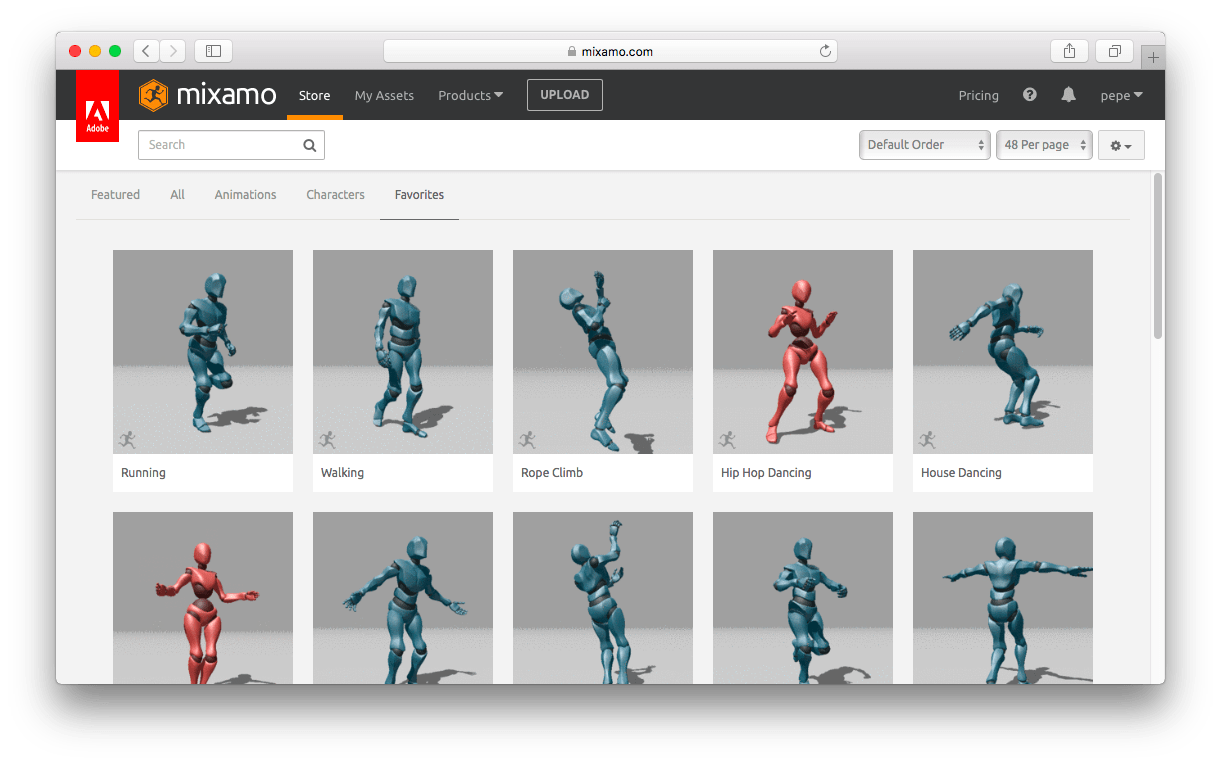 mixamo.com
Adobe
mixamo
Store
My Assets
Products
UPLOAD
Pricing
pepe
Search
Default Order
48 Per page
Featured
All
Animations
Characters
Favorites
Running
Walking
Rope Climb
Hip Hop Dancing
House Dancing